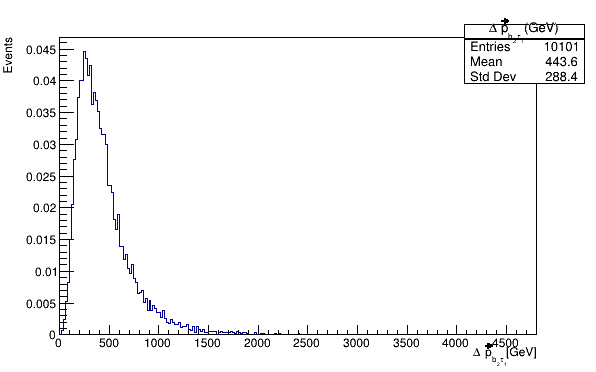 Δ p⃗ b₂τ₁ (GeV)
Entries 10101
Mean 443.6
Std Dev 288.4
Events
0.045
0.04
0.035
0.03
0.025
0.02
0.015
0.01
0.005
0
0 500 1000 1500 2000 2500 3000 3500 4000 4500
Δ p⃗ b₂τ₁ [GeV]